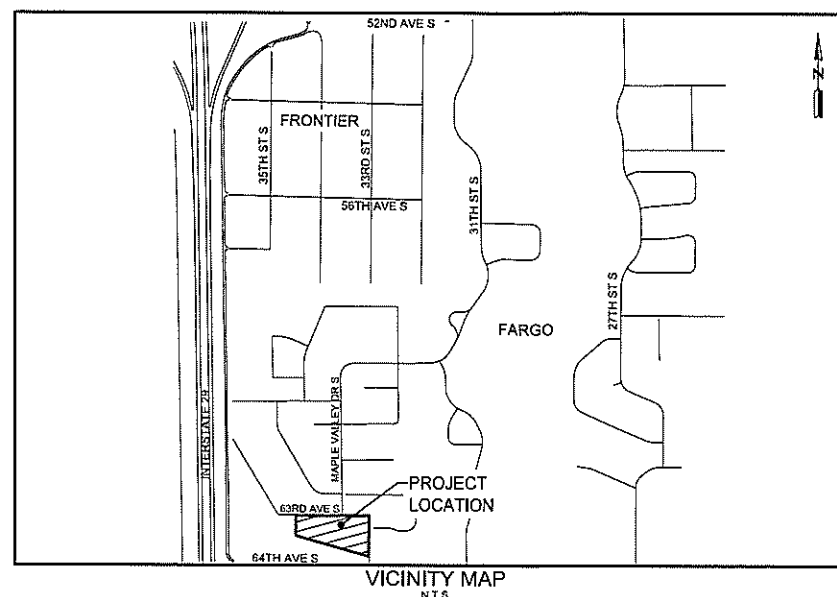 52ND AVE S
N
FRONTIER
35TH ST S
33RD ST S
56TH AVE S
31TH ST S
27TH ST S
FARGO
INTERSTATE 29
MAPLE VALLEY DR S
PROJECT
LOCATION
63RD AVE S
64TH AVE S
VICINITY MAP
N.T.S.